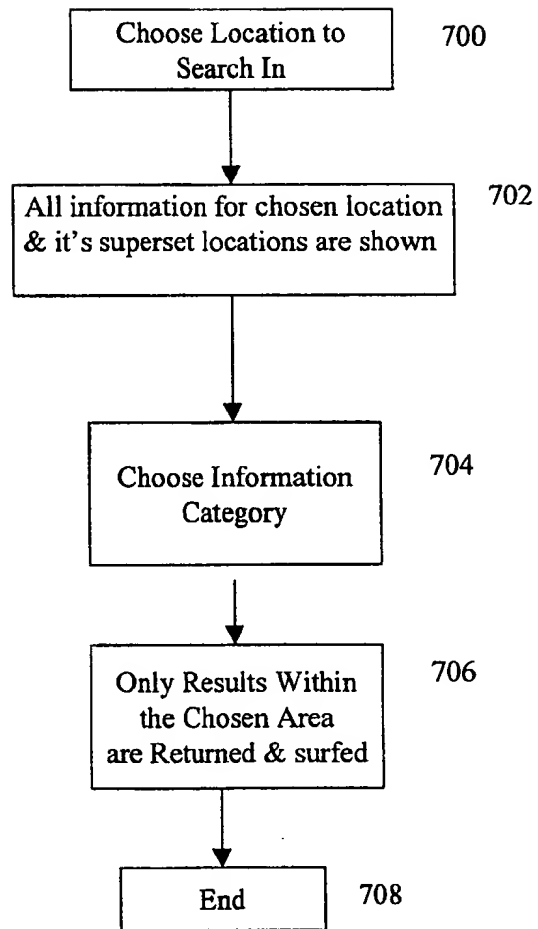 Choose Location to
Search In
700
All information for chosen location
& it's superset locations are shown
702
Choose Information
Category
704
Only Results Within
the Chosen Area
are Returned & surfed
706
End
708